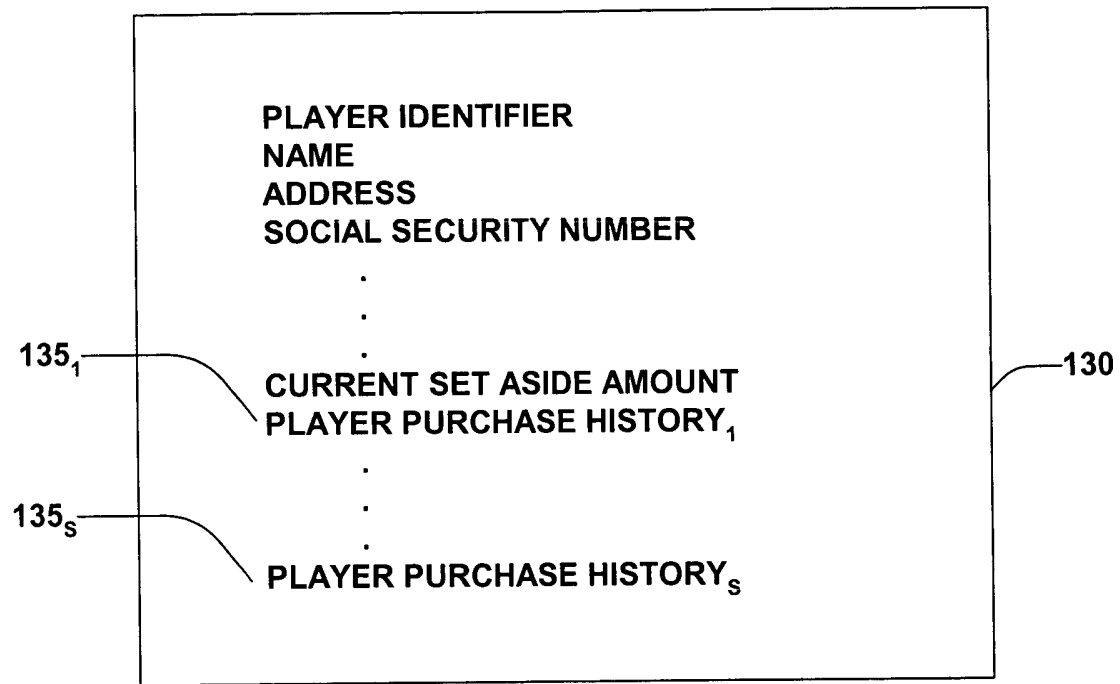 PLAYER IDENTIFIER
NAME
ADDRESS
SOCIAL SECURITY NUMBER
.
.
.
135₁
130
CURRENT SET ASIDE AMOUNT
PLAYER PURCHASE HISTORY₁
.
.
.
135ₛ
PLAYER PURCHASE HISTORYₛ